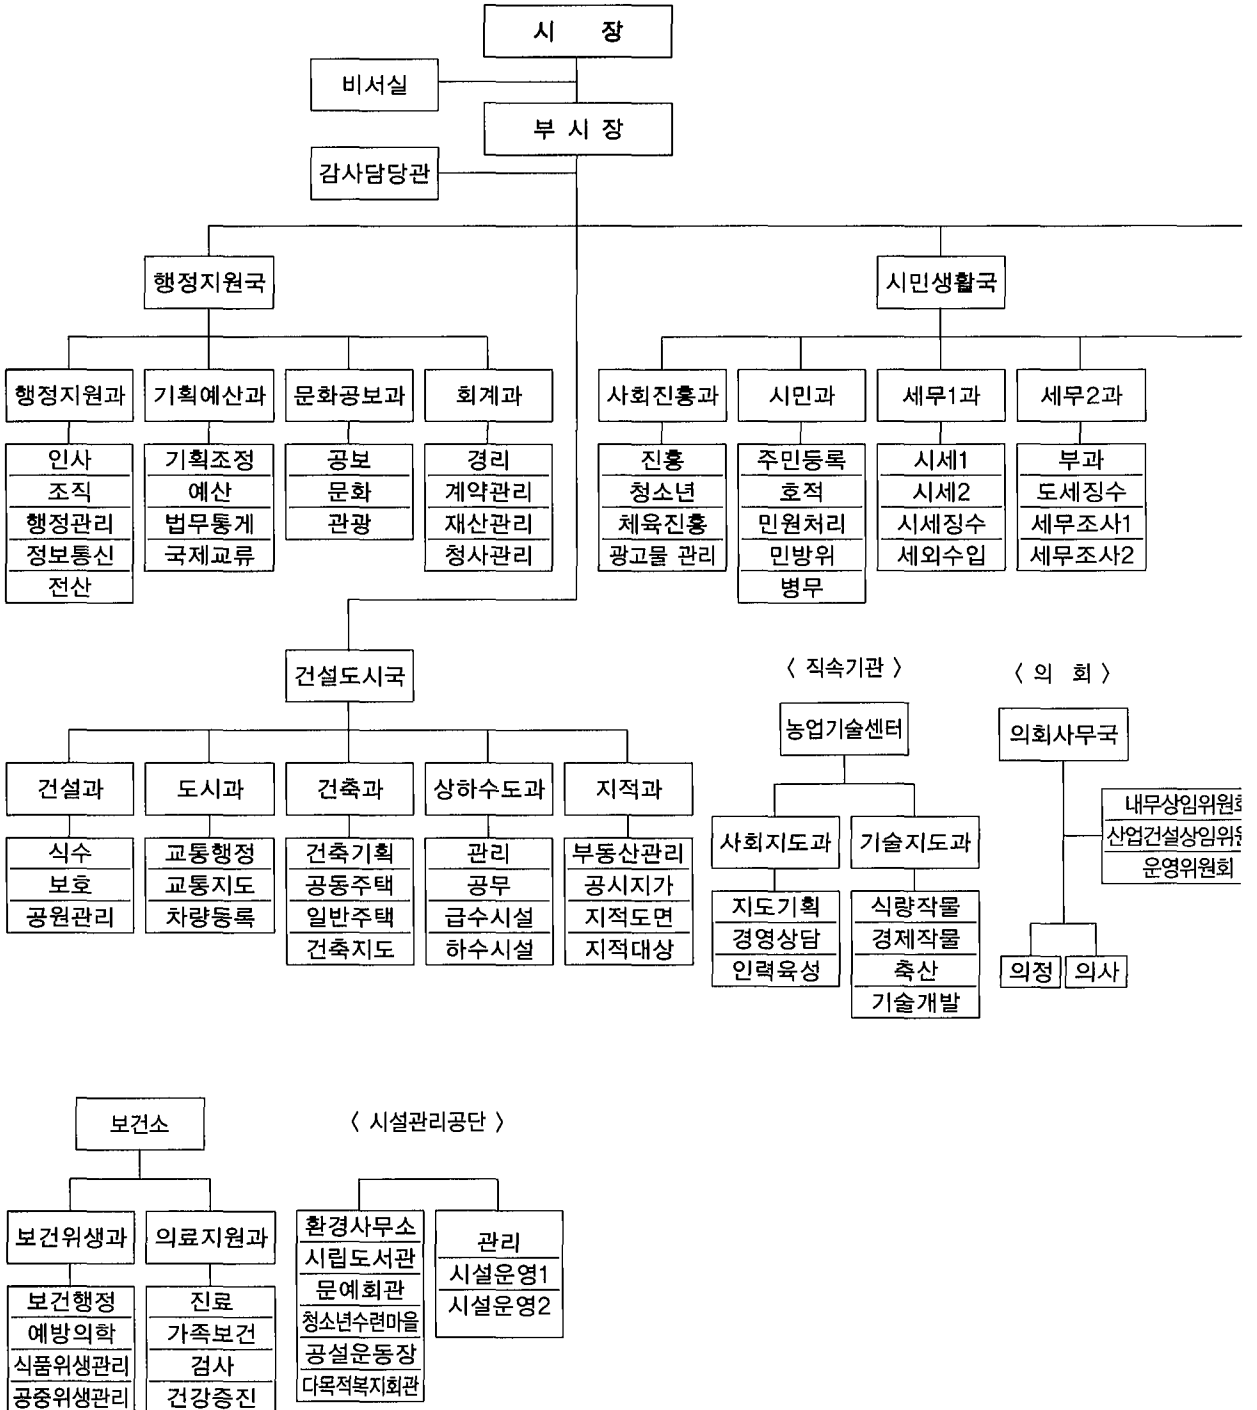 시 장
비서실
부 시 장
감사담당관
행정지원국
시민생활국
행정지원과
기획예산과
문화공보과
회계과
사회진흥과
시민과
세무1과
세무2과
인사
조직
행정관리
정보통신
전산
기획조정
예산
법무통계
국제교류
공보
문화
관광
경리
계약관리
재산관리
청사관리
진흥
청소년
체육진흥
광고물 관리
주민등록
호적
민원처리
민방위
병무
시세1
시세2
시세징수
세외수입
부과
도세징수
세무조사1
세무조사2
건설도시국
건설과
도시과
건축과
상하수도과
지적과
식수
보호
공원관리
교통행정
교통지도
차량등록
건축기획
공동주택
일반주택
건축지도
관리
공무
급수시설
하수시설
부동산관리
공시지가
지적도면
지적대상
〈 직속기관 〉
농업기술센터
사회지도과
기술지도과
지도기획
경영상담
인력육성
식량작물
경제작물
축산
기술개발
〈 의 회 〉
의회사무국
내무상임위원
산업건설상임위
운영위원회
의정
의사
보건소
보건위생과
의료지원과
보건행정
예방의학
식품위생관리
공중위생관리
진료
가족보건
검사
건강증진
〈 시설관리공단 〉
환경사무소
시립도서관
문예회관
청소년수련마을
공설운동장
다목적복지회관
관리
시설운영1
시설운영2